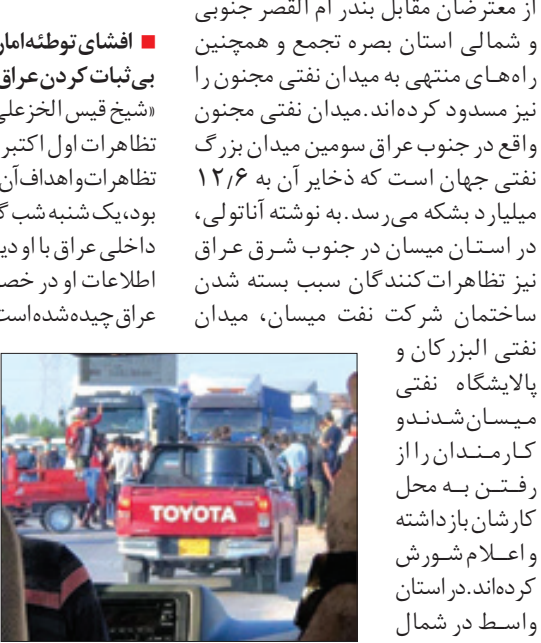 از معترضان مقابل بندر ام القصر جنوبی
و شمالی استان بصره تجمع و همچنین
راه‌های منتهی به میدان نفتی مجنون را
نیز مسدود کرده‌اند.میدان نفتی مجنون
واقع در جنوب عراق سومین میدان بزرگ
نفتی جهان است که ذخایر آن به ۱۲٫۶
میلیارد بشکه می‌رسد.به نوشته آناتولی،
در استان میسان در جنوب شرق عراق
نیز تظاهرات‌کنندگان سبب بسته شدن
ساختمان شرکت نفت میسان، میدان
نفتی البزرکان و
پالایشگاه نفتی
میسان‌شدندو
کارمندان را از
رفتن به محل
کارشان بازداشته
و اعلام شورش
کرده‌اند.در استان
واسط در شمال
■ افشای توطئه
بی‌ثبات کردن عراق
«شیخ قیس الخزعلی
تظاهرات اول اکتبر
تظاهرات‌و‌اهداف‌آن
بود،یک‌شنبه شب
داخلی عراق با او
اطلاعات او در
عراق‌چیده‌شده‌است
TOYOTA